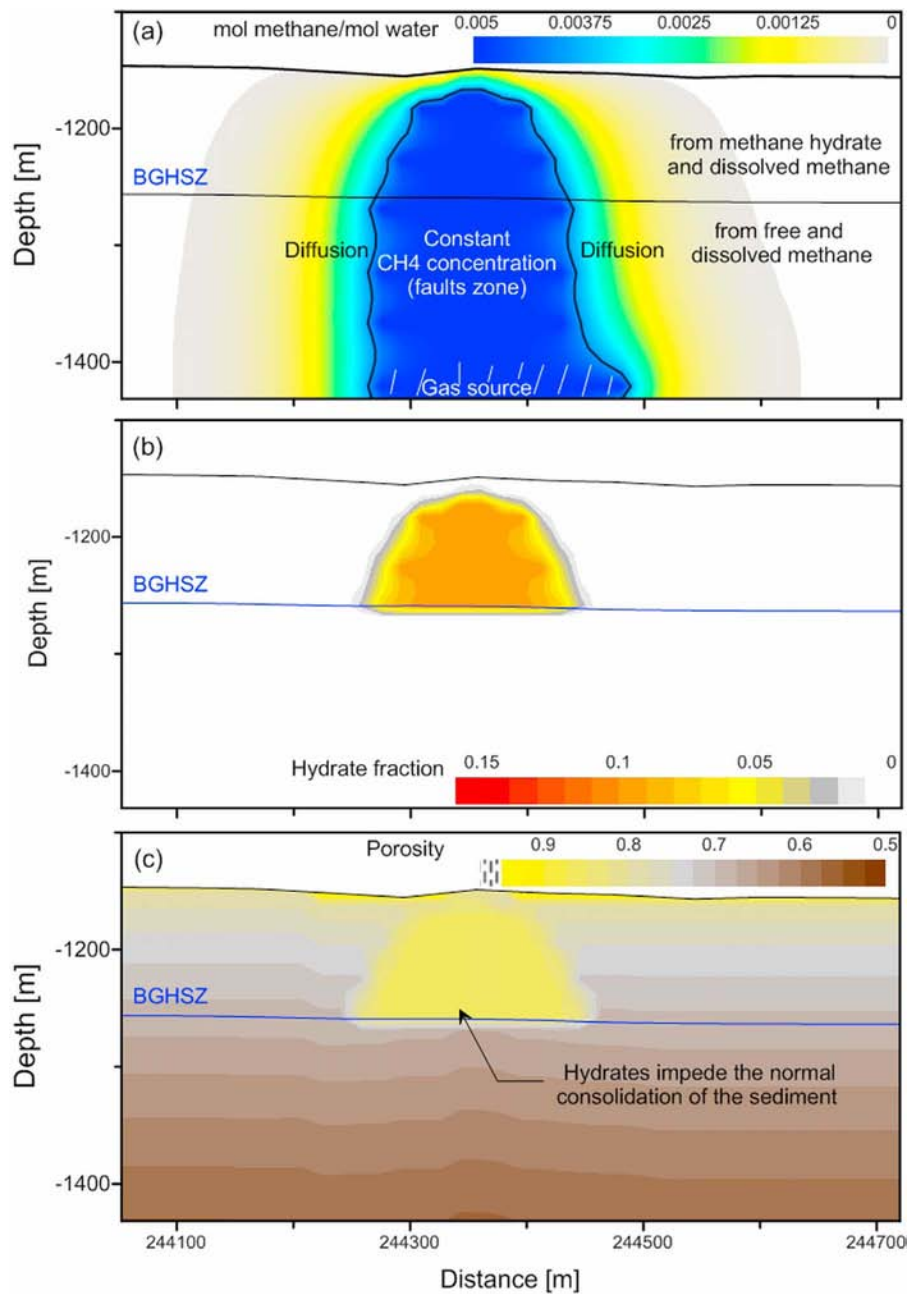 (a)
mol methane/mol water
0.005 0.00375 0.0025 0.00125 0
Depth [m]
-1200
-1400
BGHSZ
from methane hydrate
and dissolved methane
from free and
dissolved methane
Diffusion
Constant
CH4 concentration
(faults zone)
Diffusion
Gas source
(b)
Depth [m]
-1200
-1400
BGHSZ
Hydrate fraction
0.15 0.1 0.05 0
(c)
Porosity
0.9 0.8 0.7 0.6 0.5
Depth [m]
-1200
-1400
BGHSZ
Hydrates impede the normal
consolidation of the sediment
244100 244300 244500 244700
Distance [m]